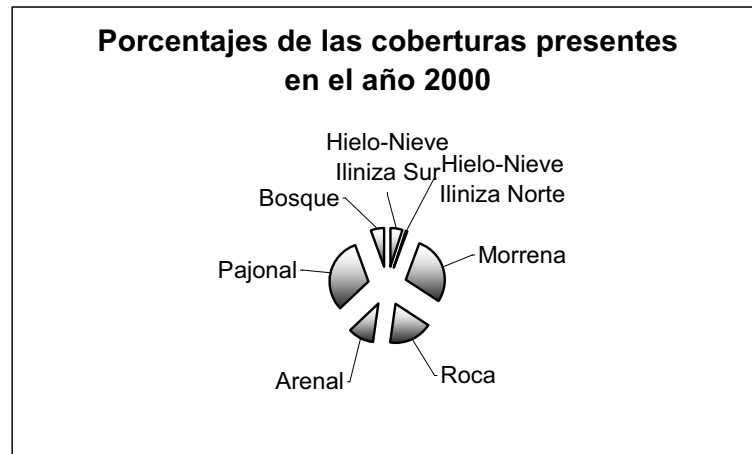 Porcentajes de las coberturas presentes
en el año 2000
Hielo-Nieve
Iliniza Sur
Hielo-Nieve
Iliniza Norte
Bosque
Pajonal
Morrena
Arenal
Roca